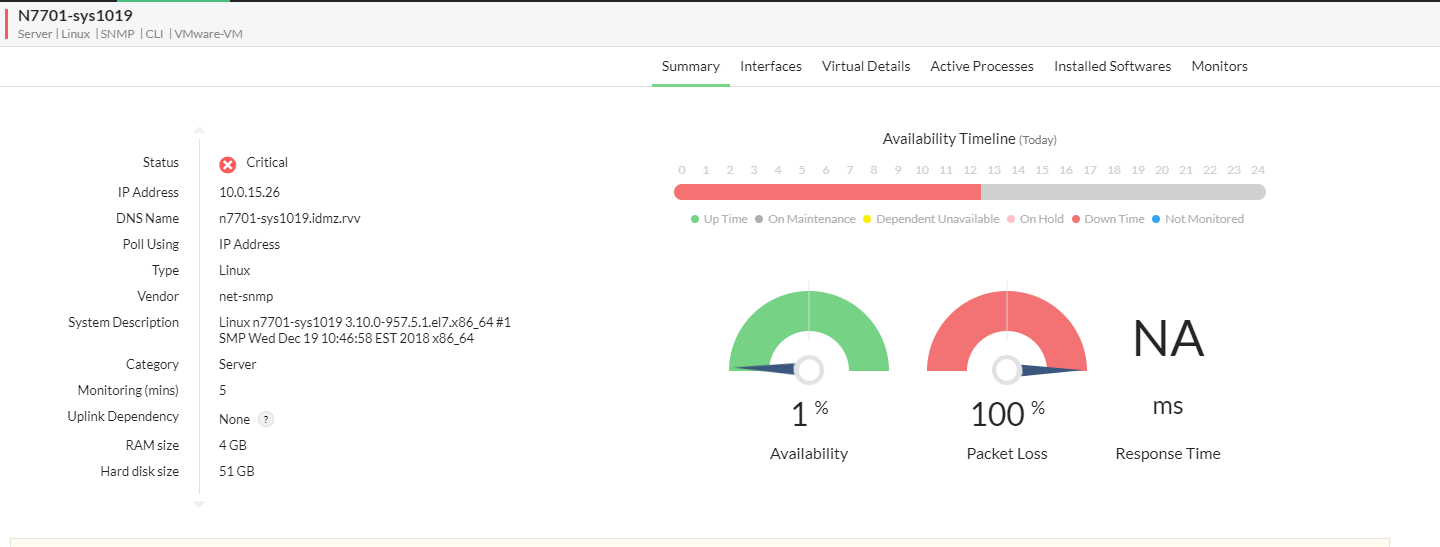 N7701-sys1019
Server | Linux | SNMP | CLI | VMware-VM
Summary Interfaces Virtual Details Active Processes Installed Softwares Monitors
Status Critical
IP Address 10.0.15.26
DNS Name n7701-sys1019.idmz.rvv
Poll Using IP Address
Type Linux
Vendor net-snmp
System Description Linux n7701-sys1019 3.10.0-957.5.1.el7.x86_64 #1
SMP Wed Dec 19 10:46:58 EST 2018 x86_64
Category Server
Monitoring (mins) 5
Uplink Dependency None ?
RAM size 4 GB
Hard disk size 51 GB
Availability Timeline (Today)
0 1 2 3 4 5 6 7 8 9 10 11 12 13 14 15 16 17 18 19 20 21 22 23 24
Up Time On Maintenance Dependent Unavailable On Hold Down Time Not Monitored
1 %
Availability
100 %
Packet Loss
NA
ms
Response Time